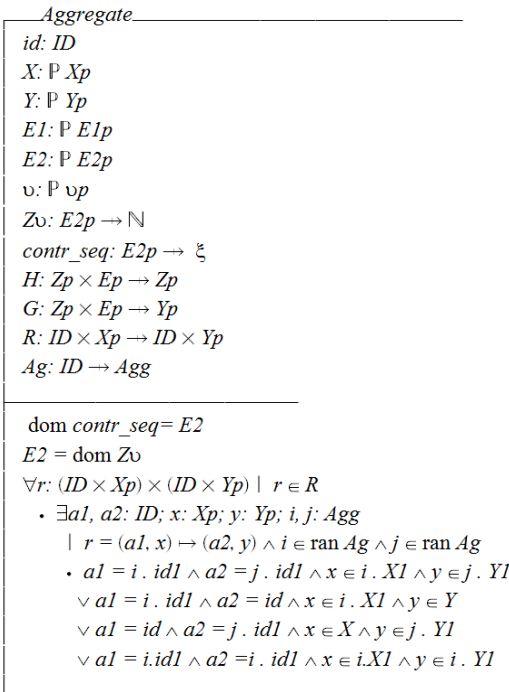 Aggregate
id: ID
X: ℙ Xp
Y: ℙ Yp
E1: ℙ E1p
E2: ℙ E2p
υ: ℙ υp
Zυ: E2p → ℕ
contr_seq: E2p → ξ
H: Zp × Ep → Zp
G: Zp × Ep → Yp
R: ID × Xp → ID × Yp
Ag: ID → Agg
dom contr_seq= E2
E2 = dom Zυ
∀r: (ID × Xp) × (ID × Yp) | r ∈ R
• ∃a1, a2: ID; x: Xp; y: Yp; i, j: Agg
| r = (a1, x) ↦ (a2, y) ∧ i ∈ ran Ag ∧ j ∈ ran Ag
• a1 = i . id1 ∧ a2 = j . id1 ∧ x ∈ i . X1 ∧ y ∈ j . Y1
∨ a1 = i . id1 ∧ a2 = id ∧ x ∈ i . X1 ∧ y ∈ Y
∨ a1 = id ∧ a2 = j . id1 ∧ x ∈ X ∧ y ∈ j . Y1
∨ a1 = i.id1 ∧ a2 =i . id1 ∧ x ∈ i.X1 ∧ y ∈ i . Y1